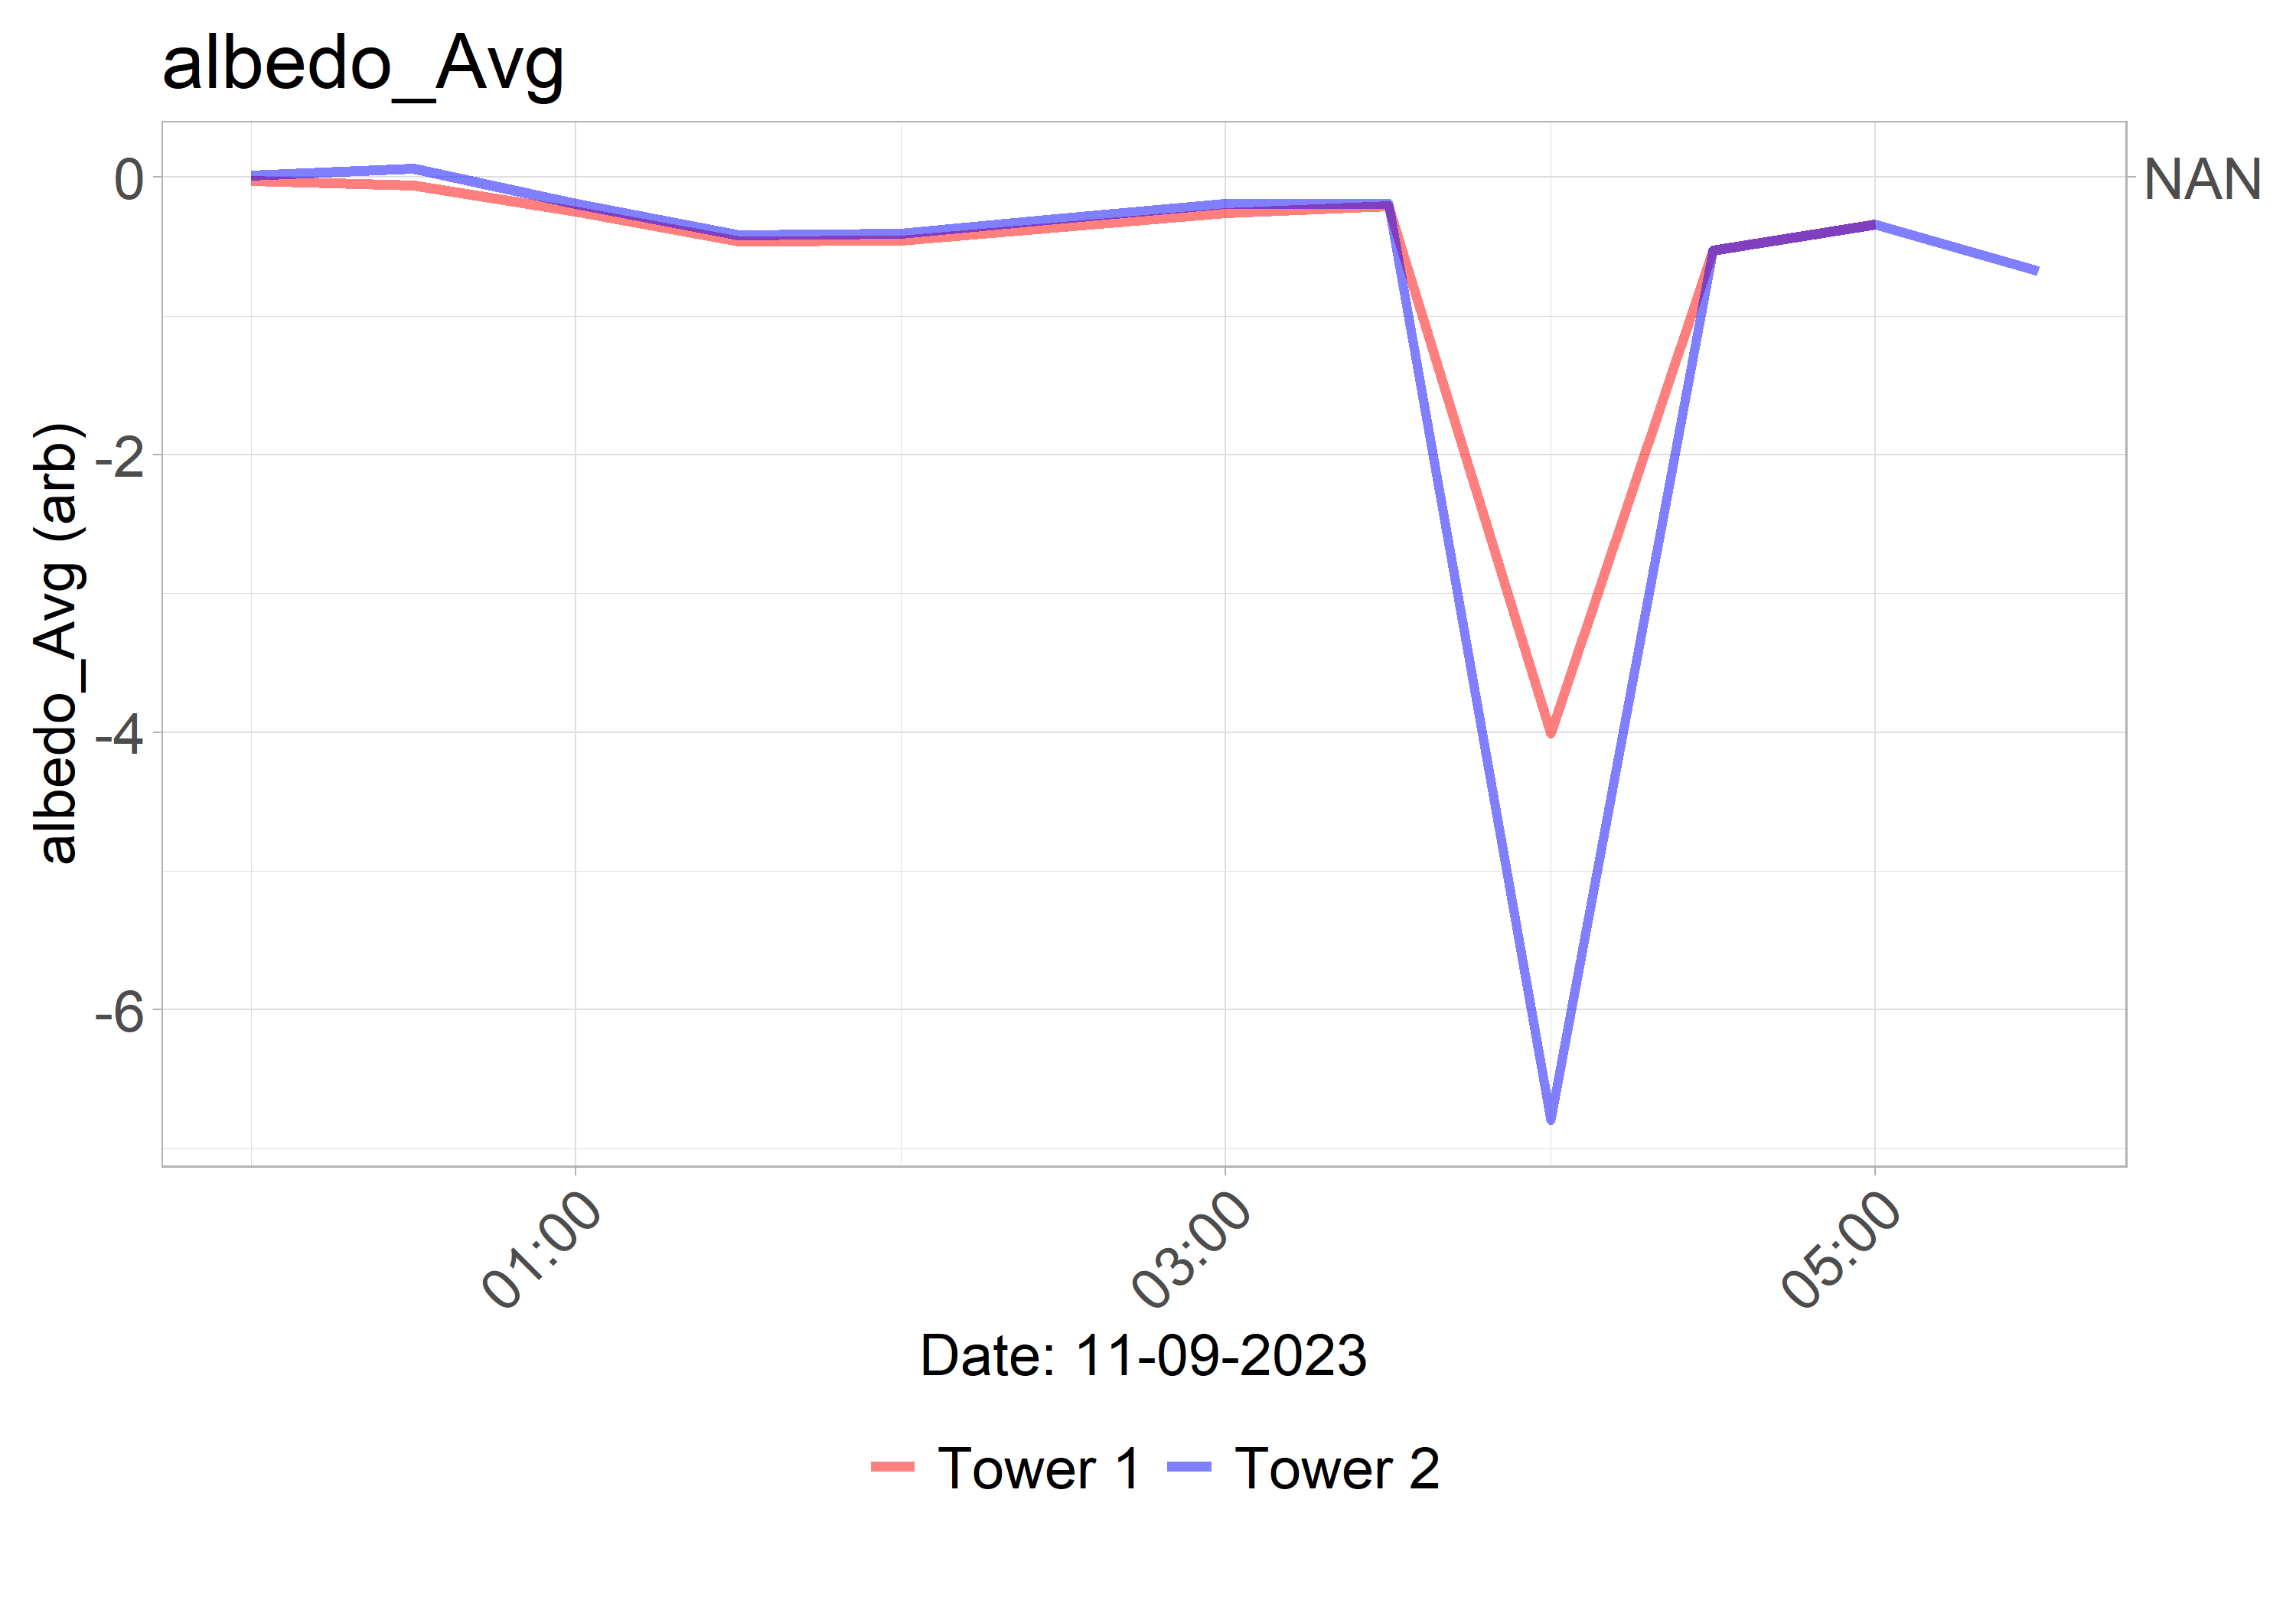 albedo_Avg
albedo_Avg (arb)
0
-2
-4
-6
NAN
01:00
03:00
05:00
Date: 11-09-2023
Tower 1
Tower 2